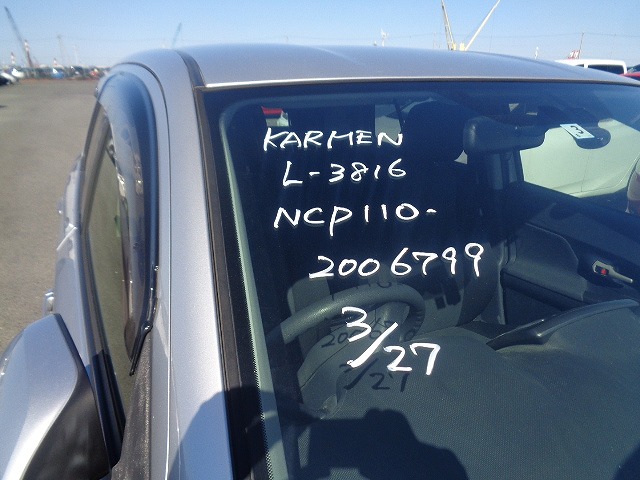 KARMEN
L-3816
NCP110-
2006799
3/27